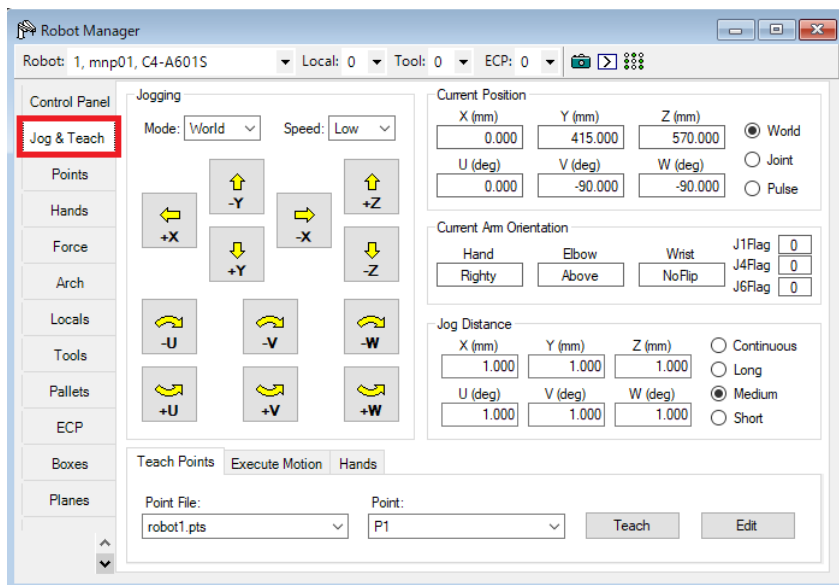 Robot Manager
Robot: 1, mnp01, C4-A601S Local: 0 Tool: 0 ECP: 0
Control Panel
Jog & Teach
Points
Hands
Force
Arch
Locals
Tools
Pallets
ECP
Boxes
Planes
Jogging
Mode: World Speed: Low
-Y
+Z
+X
-X
+Y
-Z
-U -V -W
+U +V +W
Current Position
X (mm) Y (mm) Z (mm)
0.000 415.000 570.000
U (deg) V (deg) W (deg)
0.000 -90.000 -90.000
World
Joint
Pulse
Current Arm Orientation
Hand Elbow Wrist
Righty Above NoFlip
J1Flag 0
J4Flag 0
J6Flag 0
Jog Distance
X (mm) Y (mm) Z (mm)
1.000 1.000 1.000
U (deg) V (deg) W (deg)
1.000 1.000 1.000
Continuous
Long
Medium
Short
Teach Points Execute Motion Hands
Point File: Point:
robot1.pts P1 Teach Edit